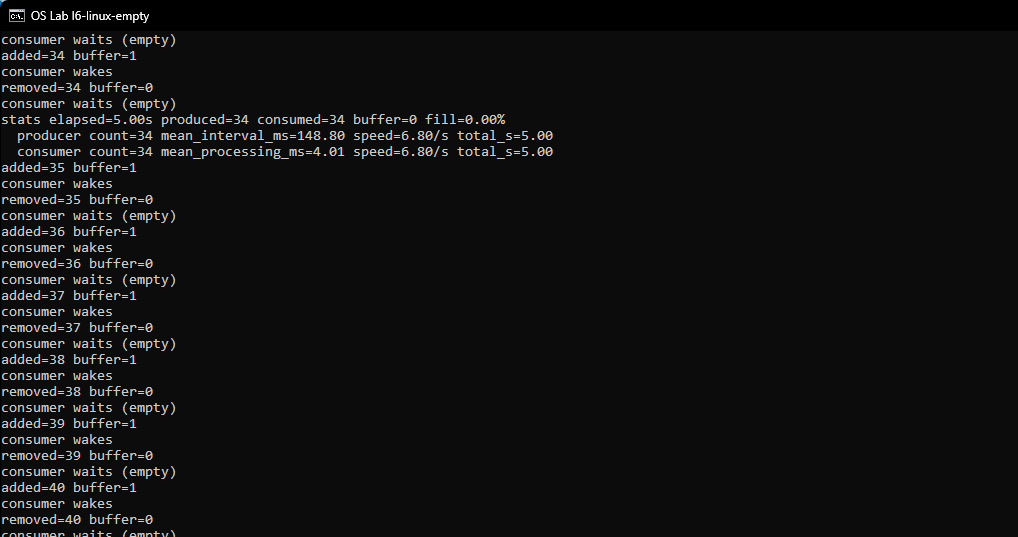 OS Lab l6-linux-empty
consumer waits (empty)
added=34 buffer=1
consumer wakes
removed=34 buffer=0
consumer waits (empty)
stats elapsed=5.00s produced=34 consumed=34 buffer=0 fill=0.00%
  producer count=34 mean_interval_ms=148.80 speed=6.80/s total_s=5.00
  consumer count=34 mean_processing_ms=4.01 speed=6.80/s total_s=5.00
added=35 buffer=1
consumer wakes
removed=35 buffer=0
consumer waits (empty)
added=36 buffer=1
consumer wakes
removed=36 buffer=0
consumer waits (empty)
added=37 buffer=1
consumer wakes
removed=37 buffer=0
consumer waits (empty)
added=38 buffer=1
consumer wakes
removed=38 buffer=0
consumer waits (empty)
added=39 buffer=1
consumer wakes
removed=39 buffer=0
consumer waits (empty)
added=40 buffer=1
consumer wakes
removed=40 buffer=0
consumer waits (empty)